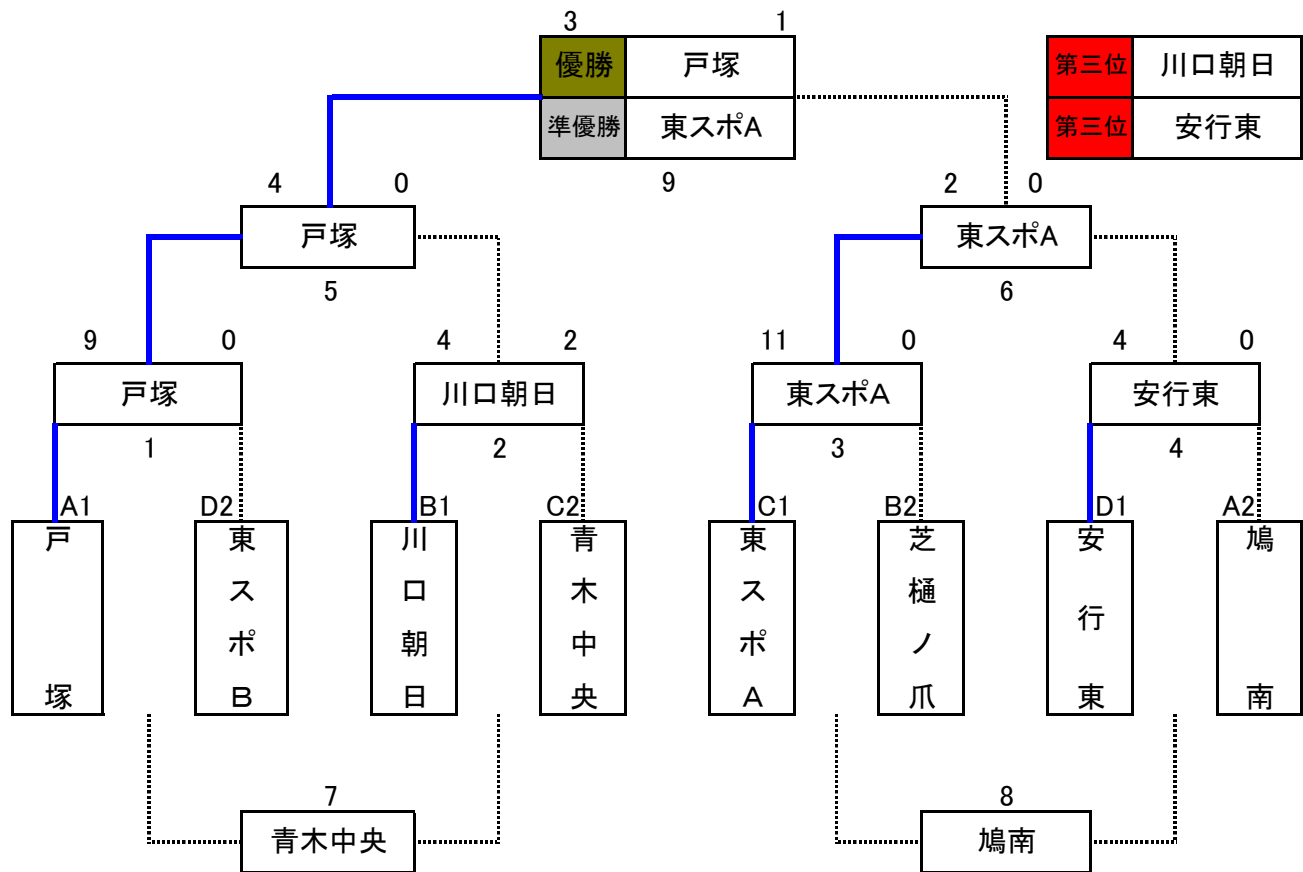 3 1
優勝 戸塚 第三位 川口朝日
準優勝 東スポA 第三位 安行東
9
4 0 2 0
戸塚 東スポA
5 6
9 0 4 2 11 0 4 0
戸塚 川口朝日 東スポA 安行東
1 2 3 4
A1 D2 B1 C2 C1 B2 D1 A2
戸塚
東スポB
川口朝日
青木中央
東スポA
芝樋ノ爪
安行東
鳩南
7 8
青木中央 鳩南